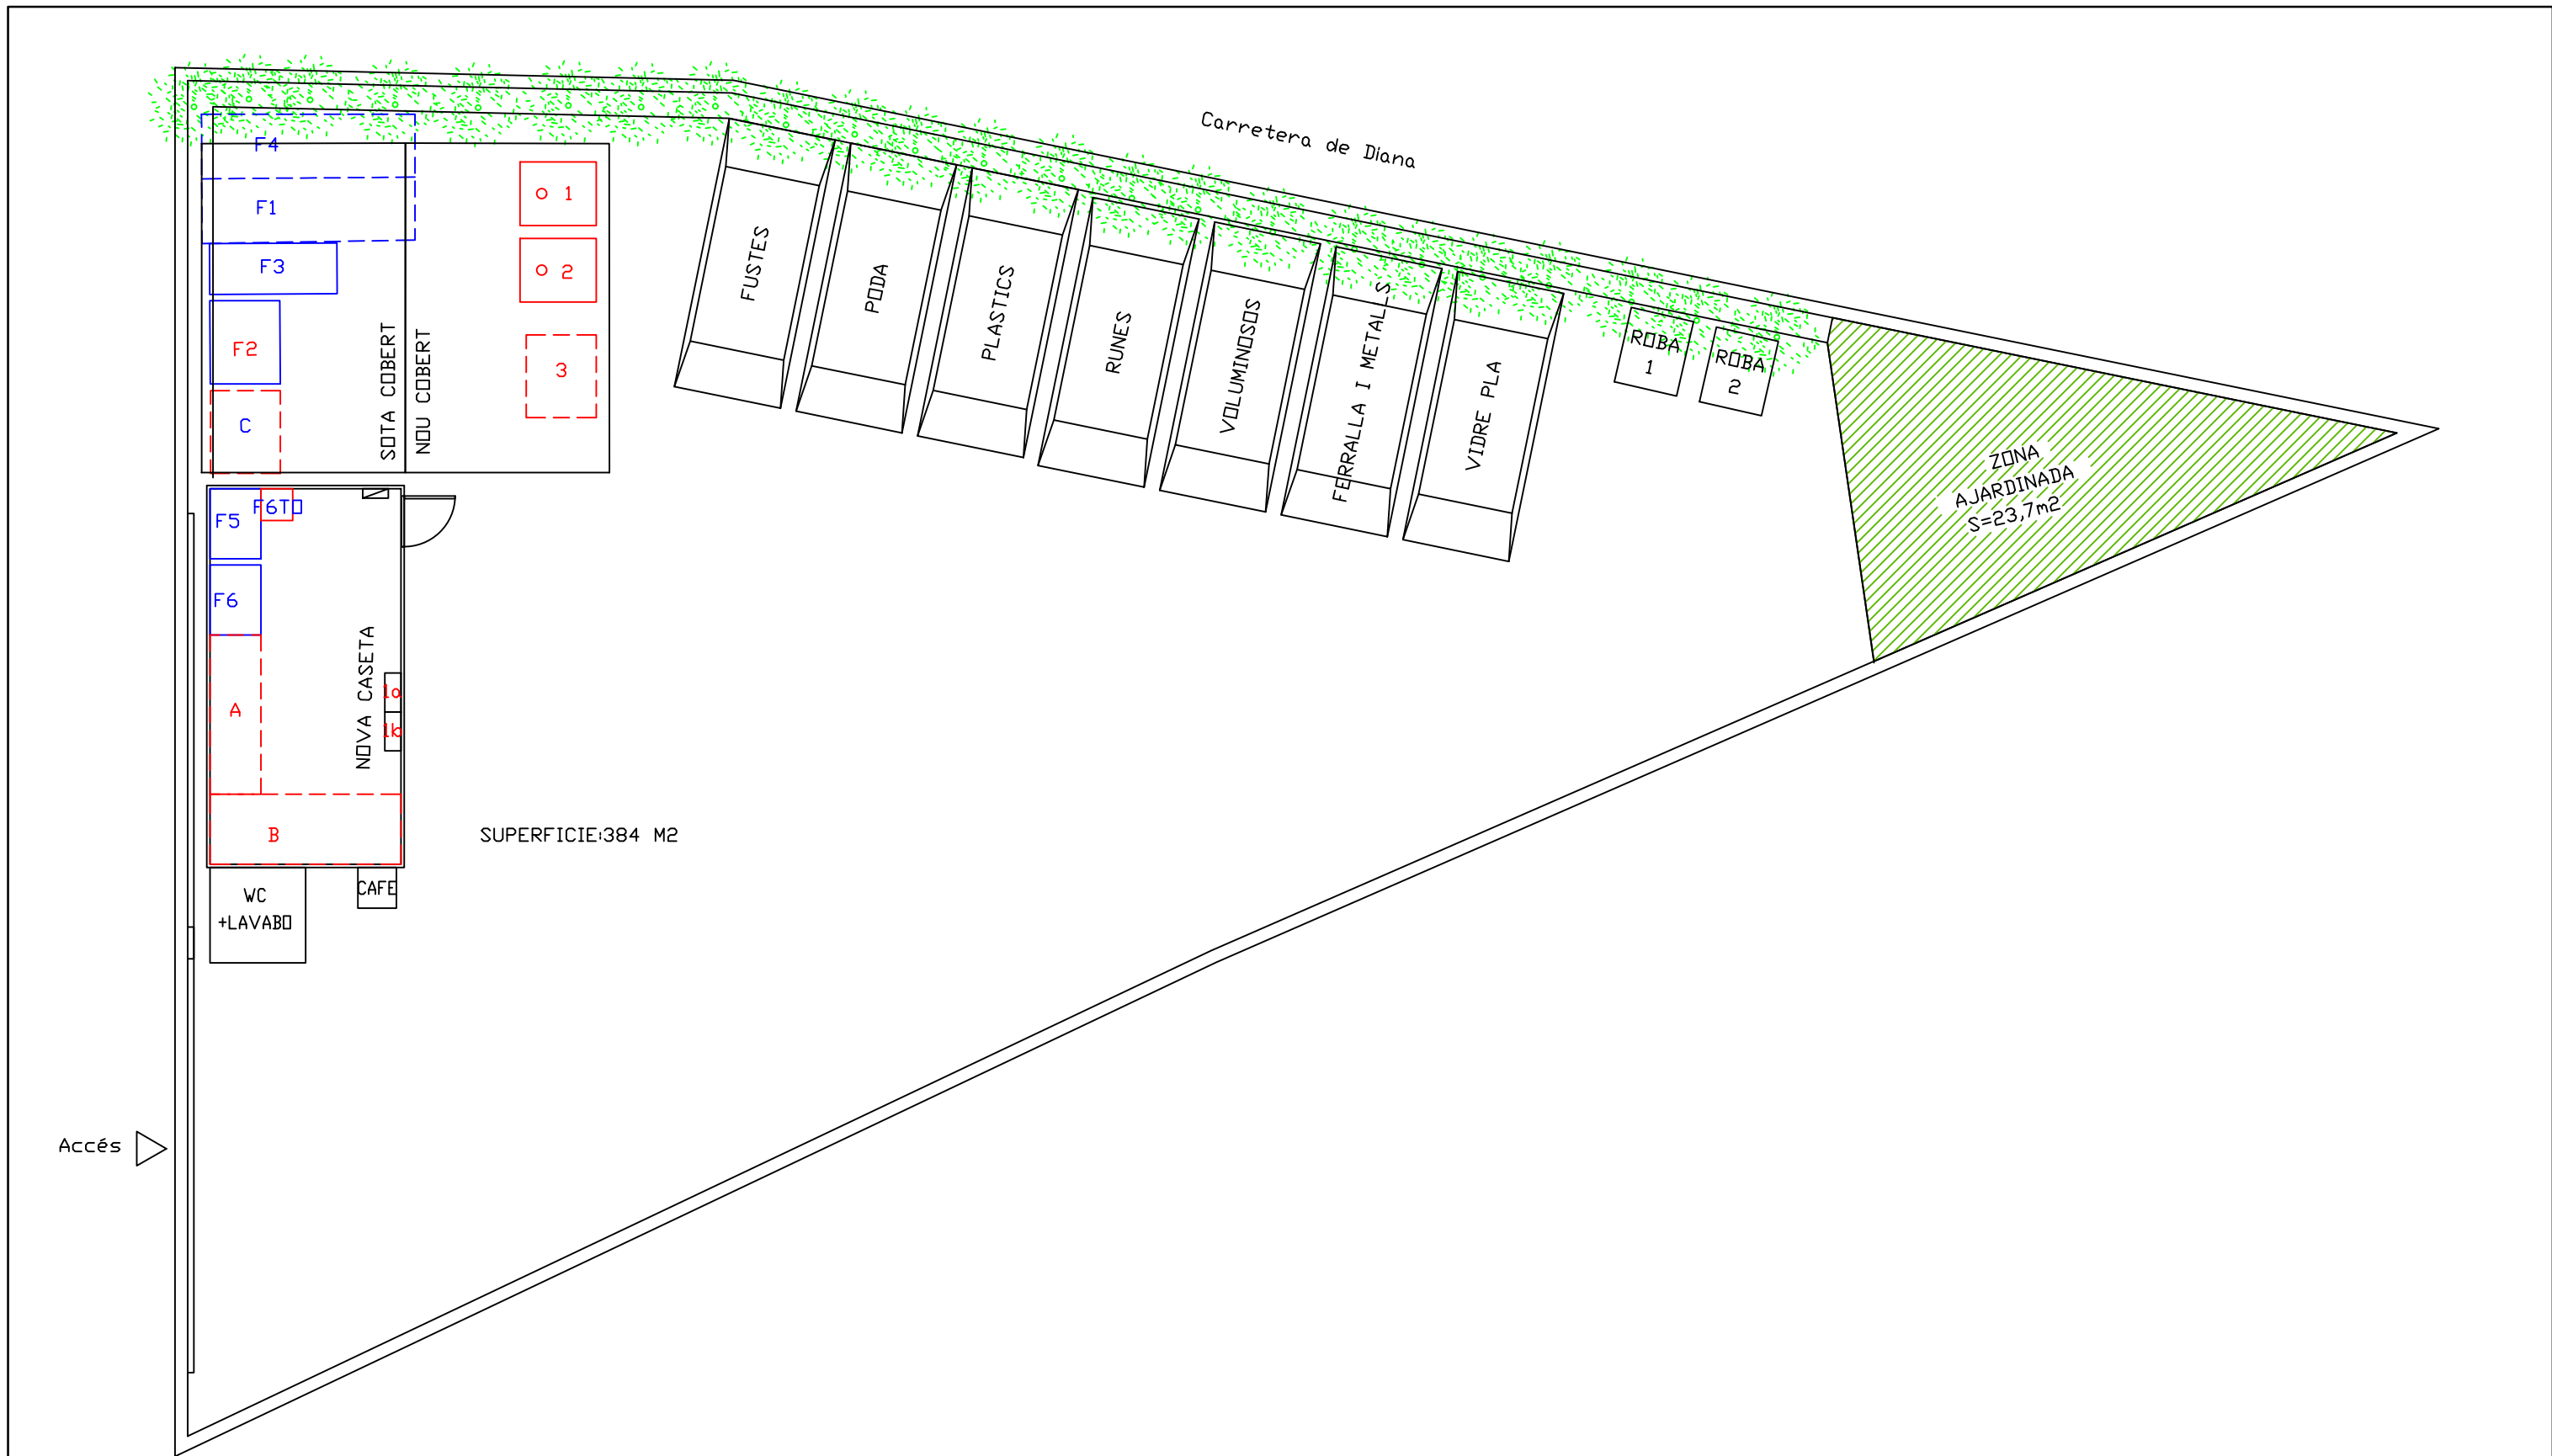 Carretera de Diana
F4
F1
F3
F2
C
SOTA COBERT
NOU COBERT
1
2
3
FUSTES
PODA
PLASTICS
RUNES
VOLUMINOSOS
FERRALLA I METALLS
VIDRE PLA
ROBA
1
ROBA
2
ZONA
AJARDINADA
S=23,7m2
F5
F6TO
F6
A
NOVA CASETA
1a
1b
B
SUPERFICIE:384 M2
WC
+LAVABO
CAFE
Accés